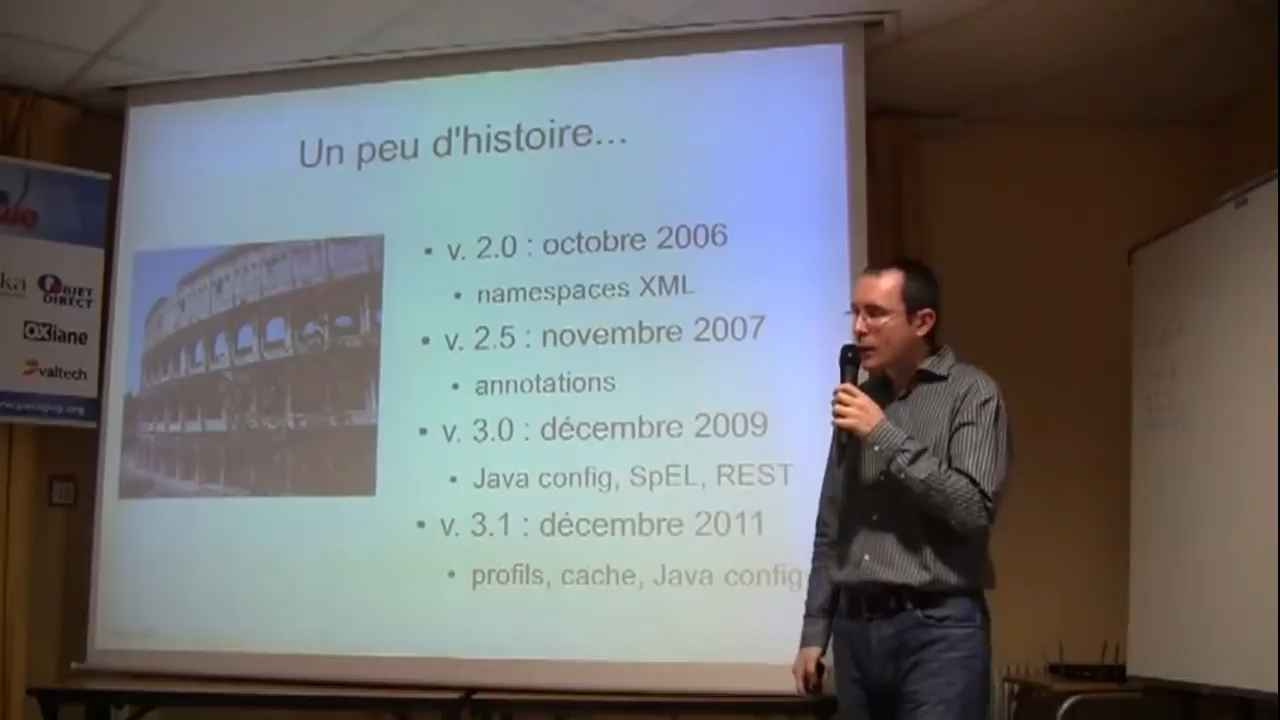 Un peu d'histoire...
• v. 2.0 : octobre 2006
• namespaces XML
• v. 2.5 : novembre 2007
• annotations
• v. 3.0 : décembre 2009
• Java config, SpEL, REST
• v. 3.1 : décembre 2011
• profils, cache, Java config
OBJET
DIRECT
OXiane
valtech